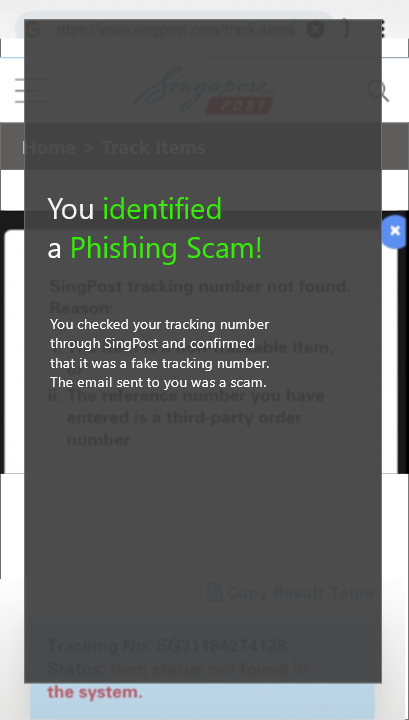 https://www.singpost.com/track-items
Singapore
POST
Home > Track Items
You identified
a Phishing Scam!
SingPost tracking number not found.
Reason:
You checked your tracking number
through SingPost and confirmed
that it was a fake tracking number.
The email sent to you was a scam.
item,
ii. The reference number you have
entered is a third-party order
number
Copy Result Table
Tracking No: SG31184274128
Status: Item status not found in
the system.